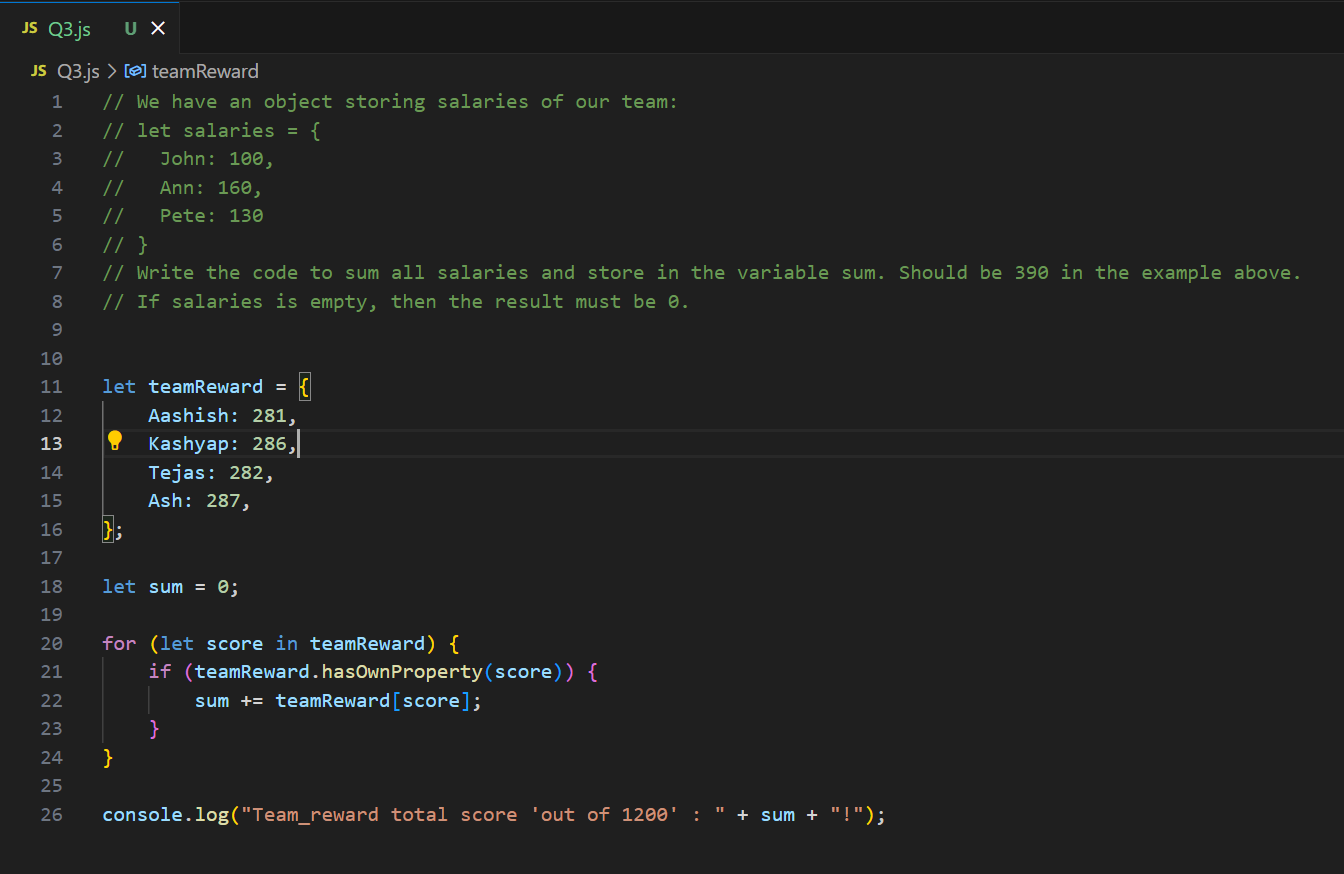 JS Q3.js U
JS Q3.js > teamReward
1 // We have an object storing salaries of our team:
2 // let salaries = {
3 //   John: 100,
4 //   Ann: 160,
5 //   Pete: 130
6 // }
7 // Write the code to sum all salaries and store in the variable sum. Should be 390 in the example above.
8 // If salaries is empty, then the result must be 0.
9
10
11 let teamReward = {
12     Aashish: 281,
13     Kashyap: 286,
14     Tejas: 282,
15     Ash: 287,
16 };
17
18 let sum = 0;
19
20 for (let score in teamReward) {
21     if (teamReward.hasOwnProperty(score)) {
22         sum += teamReward[score];
23     }
24 }
25
26 console.log("Team_reward total score 'out of 1200' : " + sum + "!");